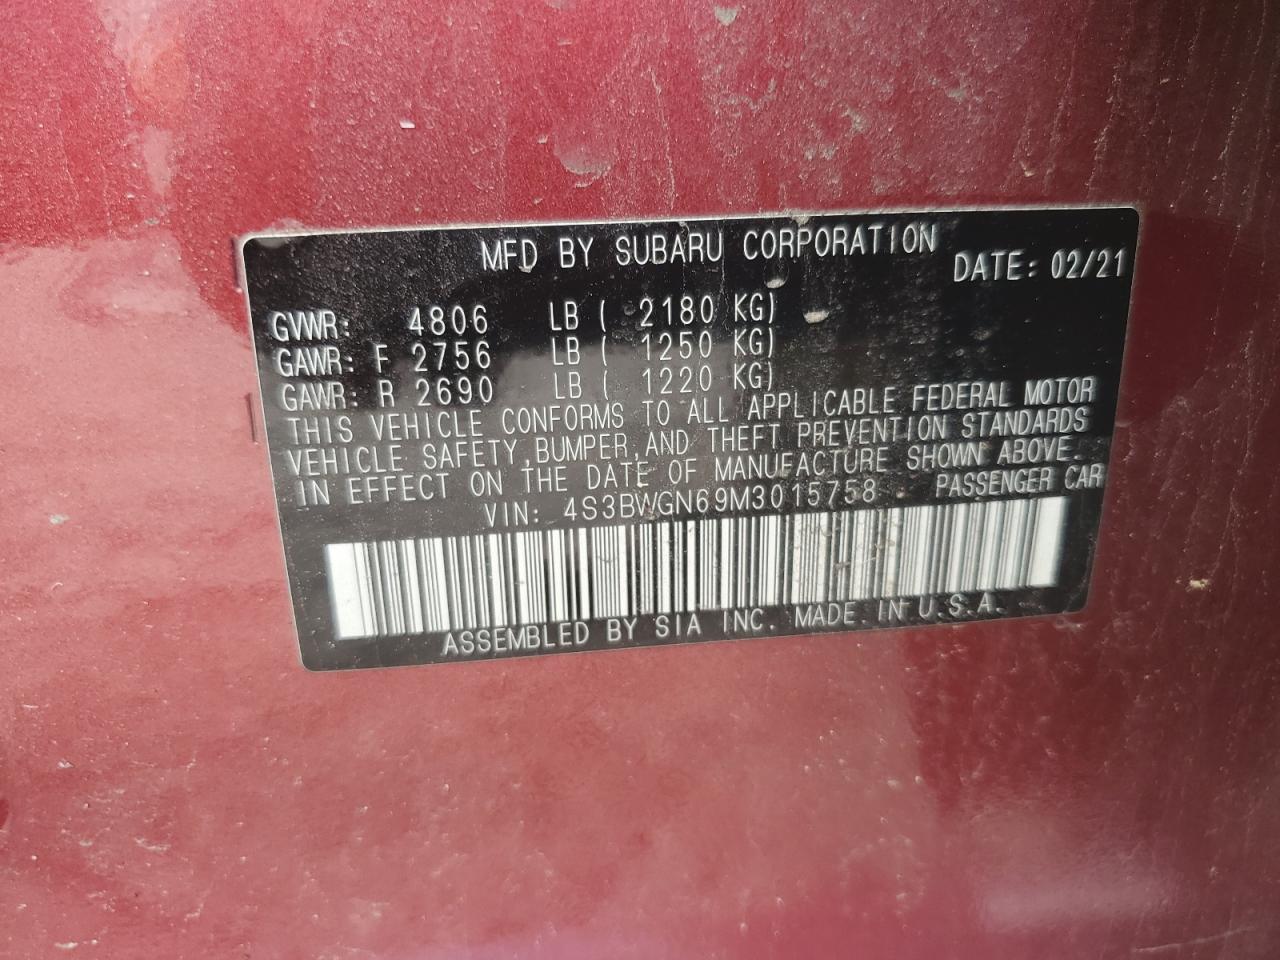 MFD BY SUBARU CORPORATION
DATE: 02/21
GVWR: 4806 LB ( 2180 KG)
GAWR: F 2756 LB ( 1250 KG)
GAWR: R 2690 LB ( 1220 KG)
THIS VEHICLE CONFORMS TO ALL APPLICABLE FEDERAL MOTOR
VEHICLE SAFETY, BUMPER, AND THEFT PREVENTION STANDARDS
IN EFFECT ON THE DATE OF MANUFACTURE SHOWN ABOVE.
VIN: 4S3BWGN69M3015758 PASSENGER CAR
ASSEMBLED BY SIA INC. MADE IN U.S.A.